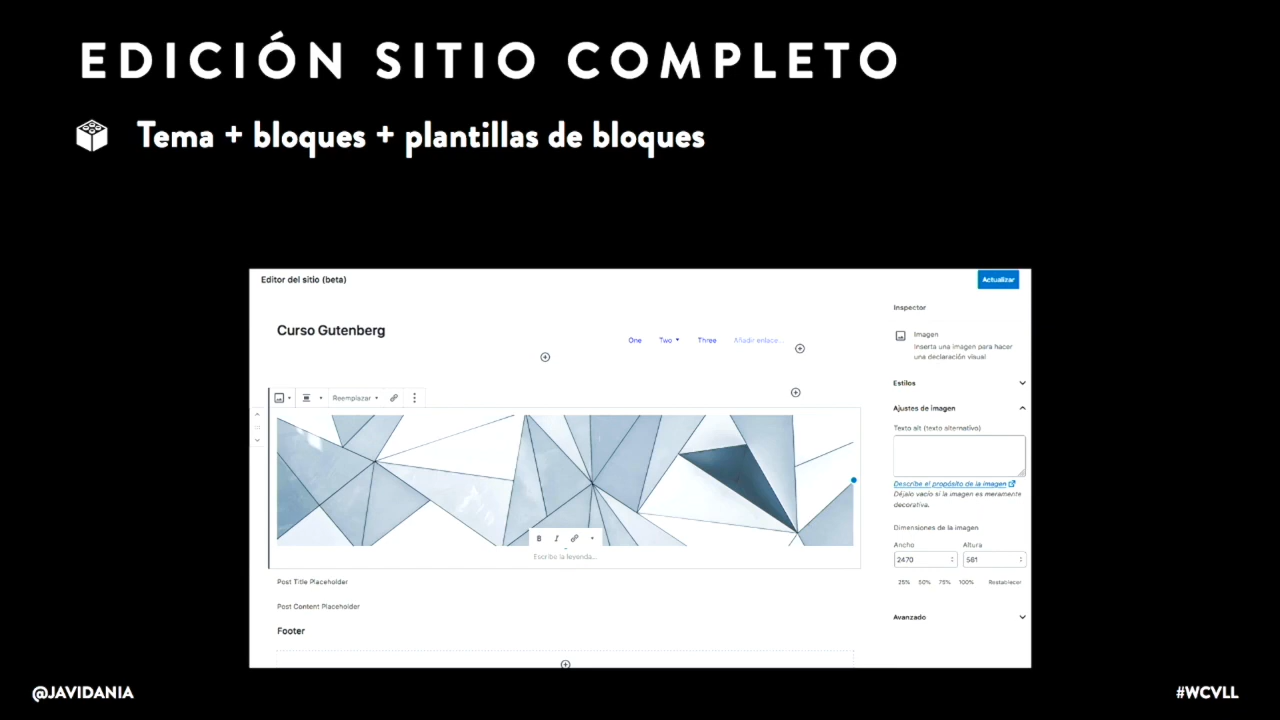 EDICIÓN SITIO COMPLETO
Tema + bloques + plantillas de bloques
Editor del sitio (beta)
Actualizar
Curso Gutenberg
One Two Three Añadir enlace...
Reemplazar
B I
Escribe la leyenda...
Post Title Placeholder
Post Content Placeholder
Footer
Inspector
Imagen
Inserta una imagen para hacer
una declaración visual
Estilos
Ajustes de imagen
Texto alt (texto alternativo)
Describe el propósito de la imagen
Déjalo vacío si la imagen es meramente
decorativa.
Dimensiones de la imagen
Ancho Altura
2470 561
25% 50% 75% 100% Restablecer
Avanzado
@JAVIDANIA
#WCVLL